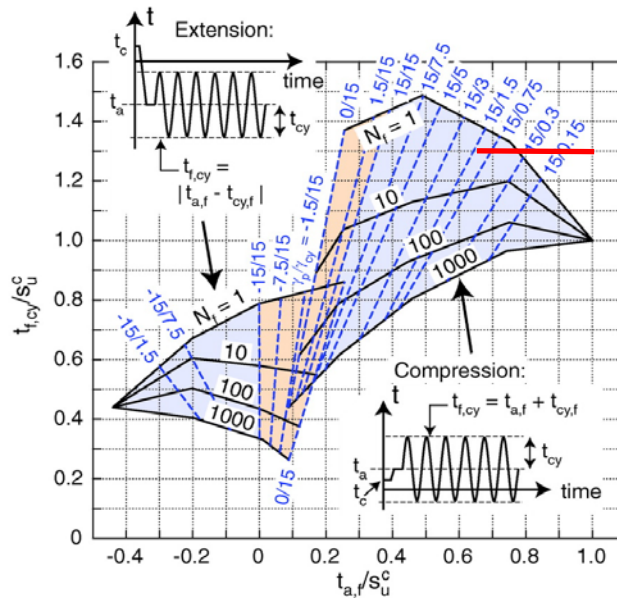 Extension:
t
t_c
time
t_a
t_cy
t_f,cy =
|t_a,f - t_cy,f|
1.6
1.4
1.2
1.0
0.8
0.6
0.4
0.2
0
t_f,cy/s_u^c
0/15
1.5/15
15/15
15/7.5
15/5
15/3
15/1.5
15/0.75
15/0.3
15/0.15
N_f = 1
10
100
1000
-15/1.5
-15/7.5
-15/15
-7.5/15
= -1.5/15
N_f = 1
10
100
1000
0/15
Compression:
t
t_f,cy = t_a,f + t_cy,f
t_a
t_c
t_cy
time
-0.4
-0.2
0
0.2
0.4
0.6
0.8
1.0
t_a,f/s_u^c